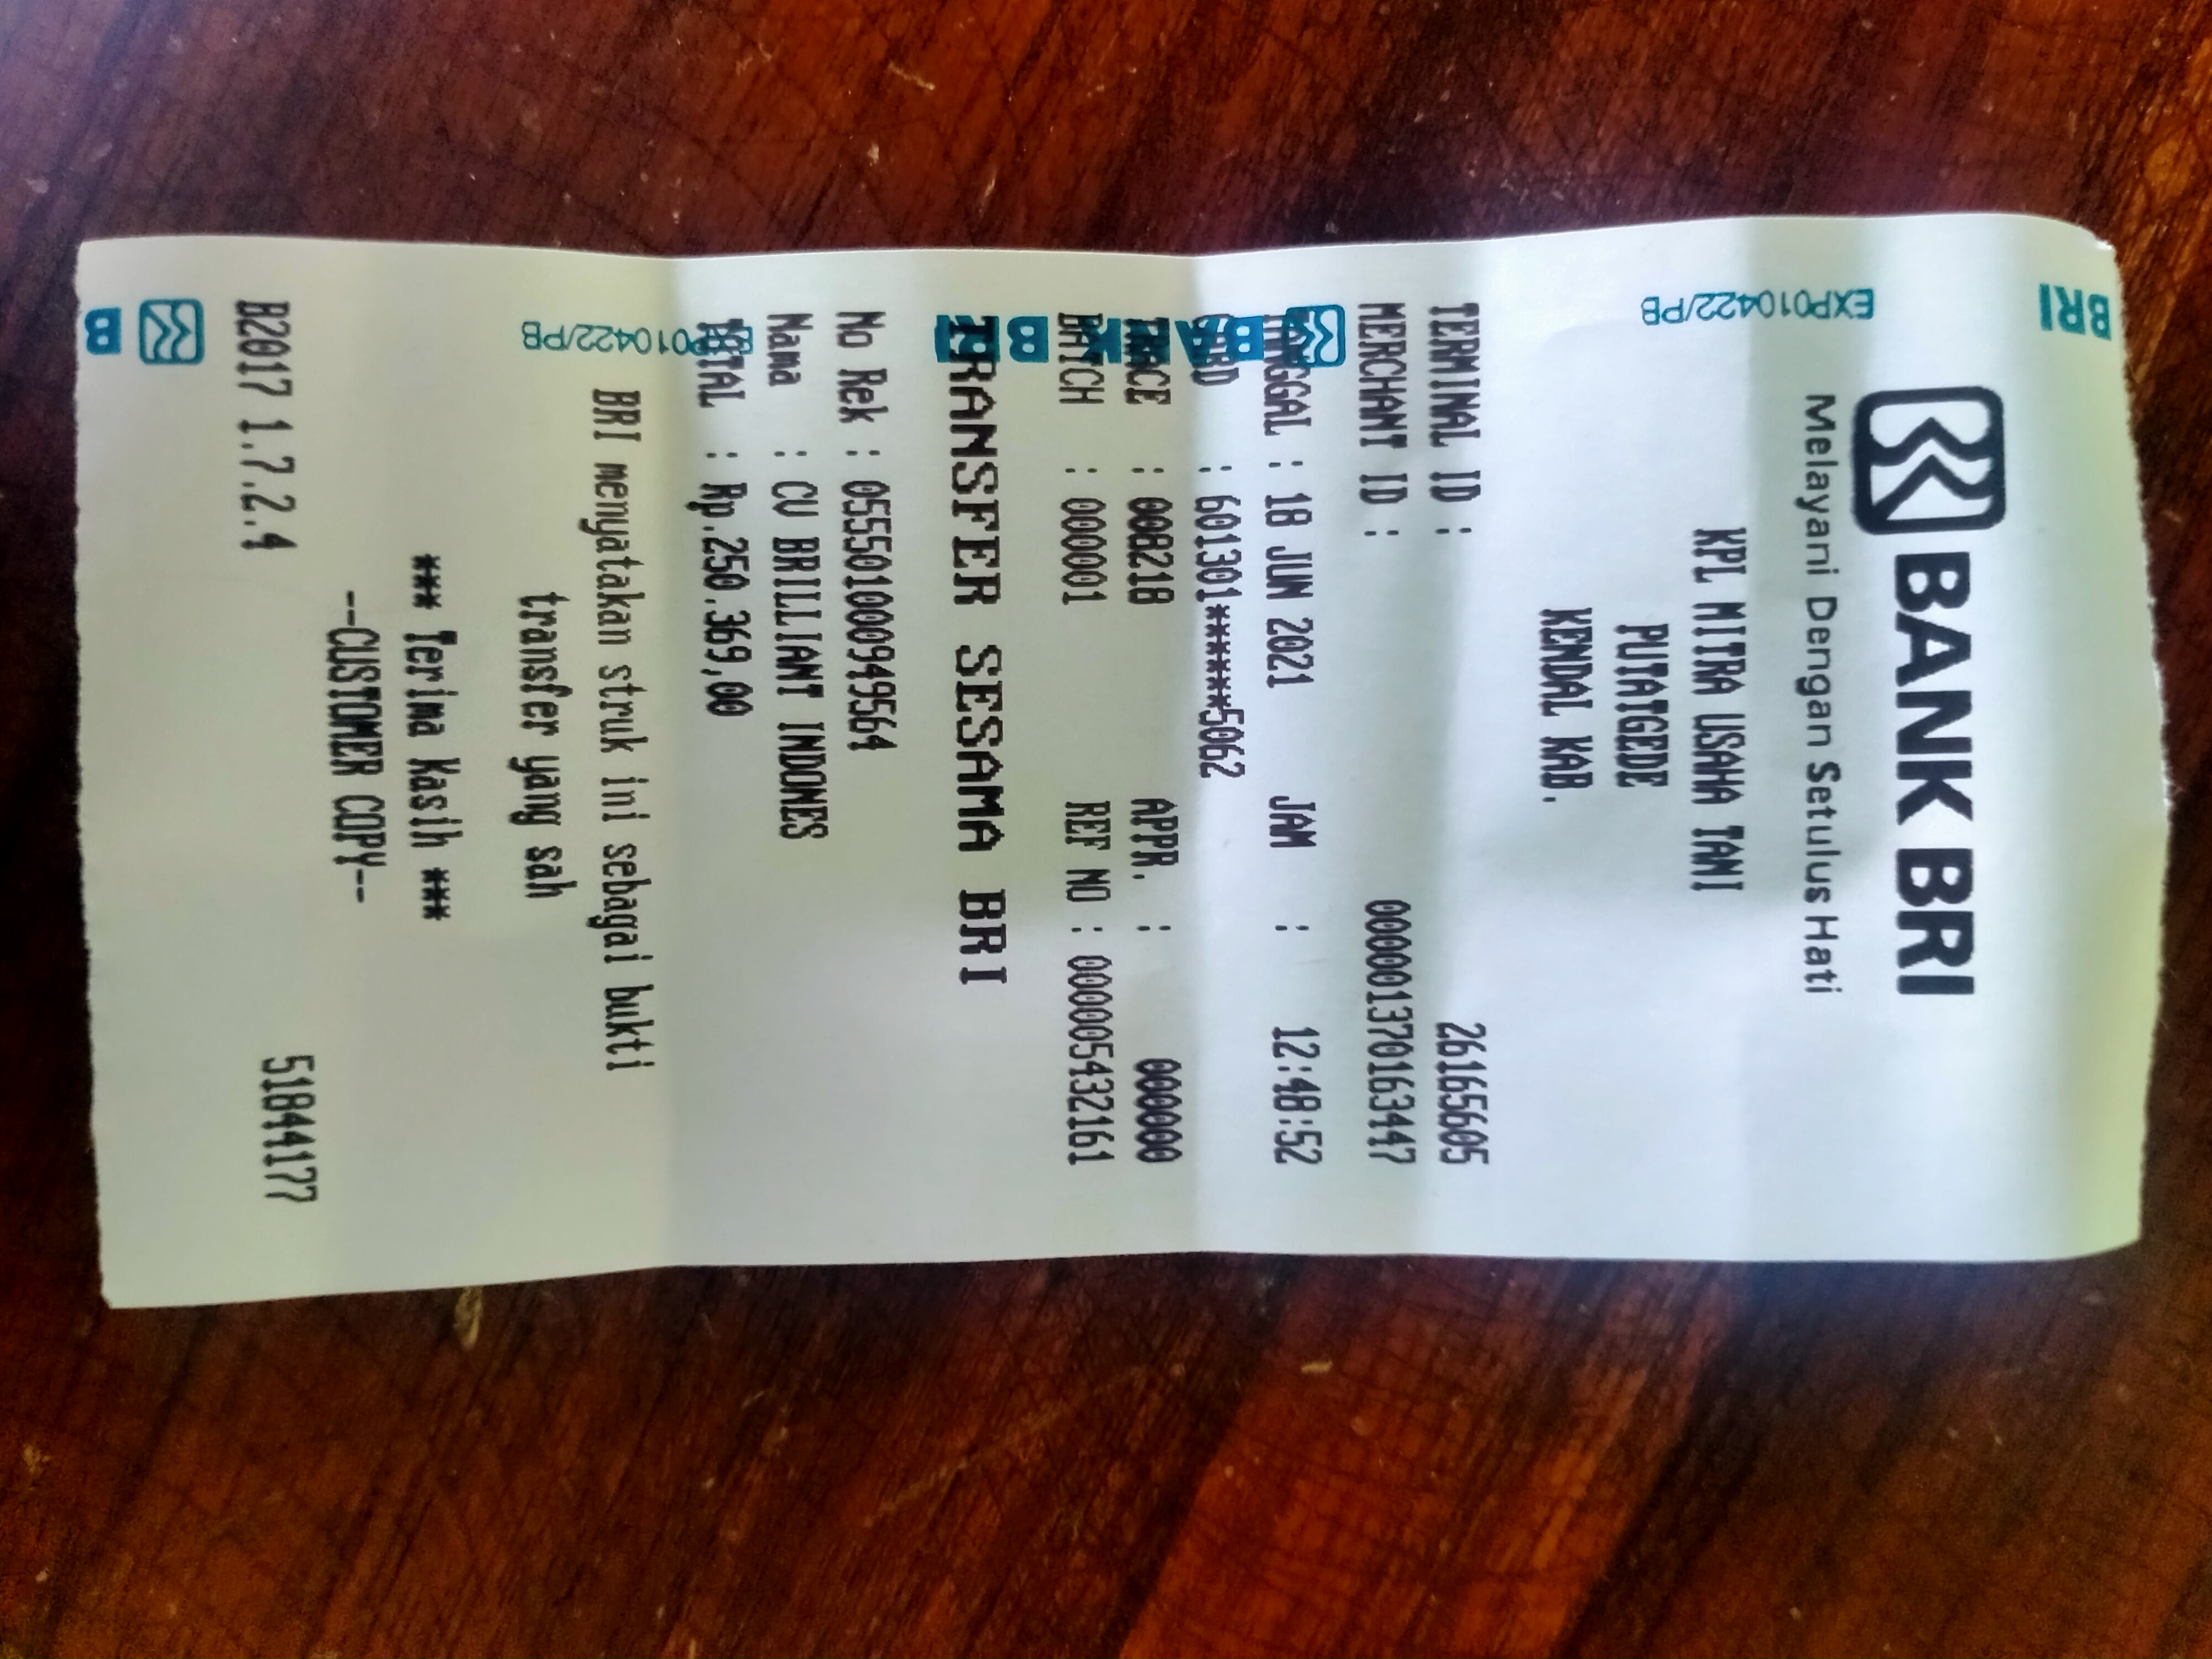 BRI
BANK BRI
Melayani Dengan Setulus Hati
EXP010422/PB
KPL MITRA USAHA TANI
PUTATGEDE
KENDAL KAB.
TERMINAL ID : 26165605
MERCHANT ID : 000001370163447
TANGGAL : 18 JUN 2021 JAM : 12:48:52
CARD : 601301******5062
TRACE : 008218 APPR. : 000000
BATCH : 000001 REF NO : 000005432161
BANK BRI
TRANSFER SESAMA BRI
No Rek : 055501000949564
Nama : CV BRILLIANT INDONES
TOTAL : Rp.250.369,00
EXP010422/PB
BRI menyatakan struk ini sebagai bukti
transfer yang sah
*** Terima Kasih ***
--CUSTOMER COPY--
B2017 1.7.2.4 51844177
B